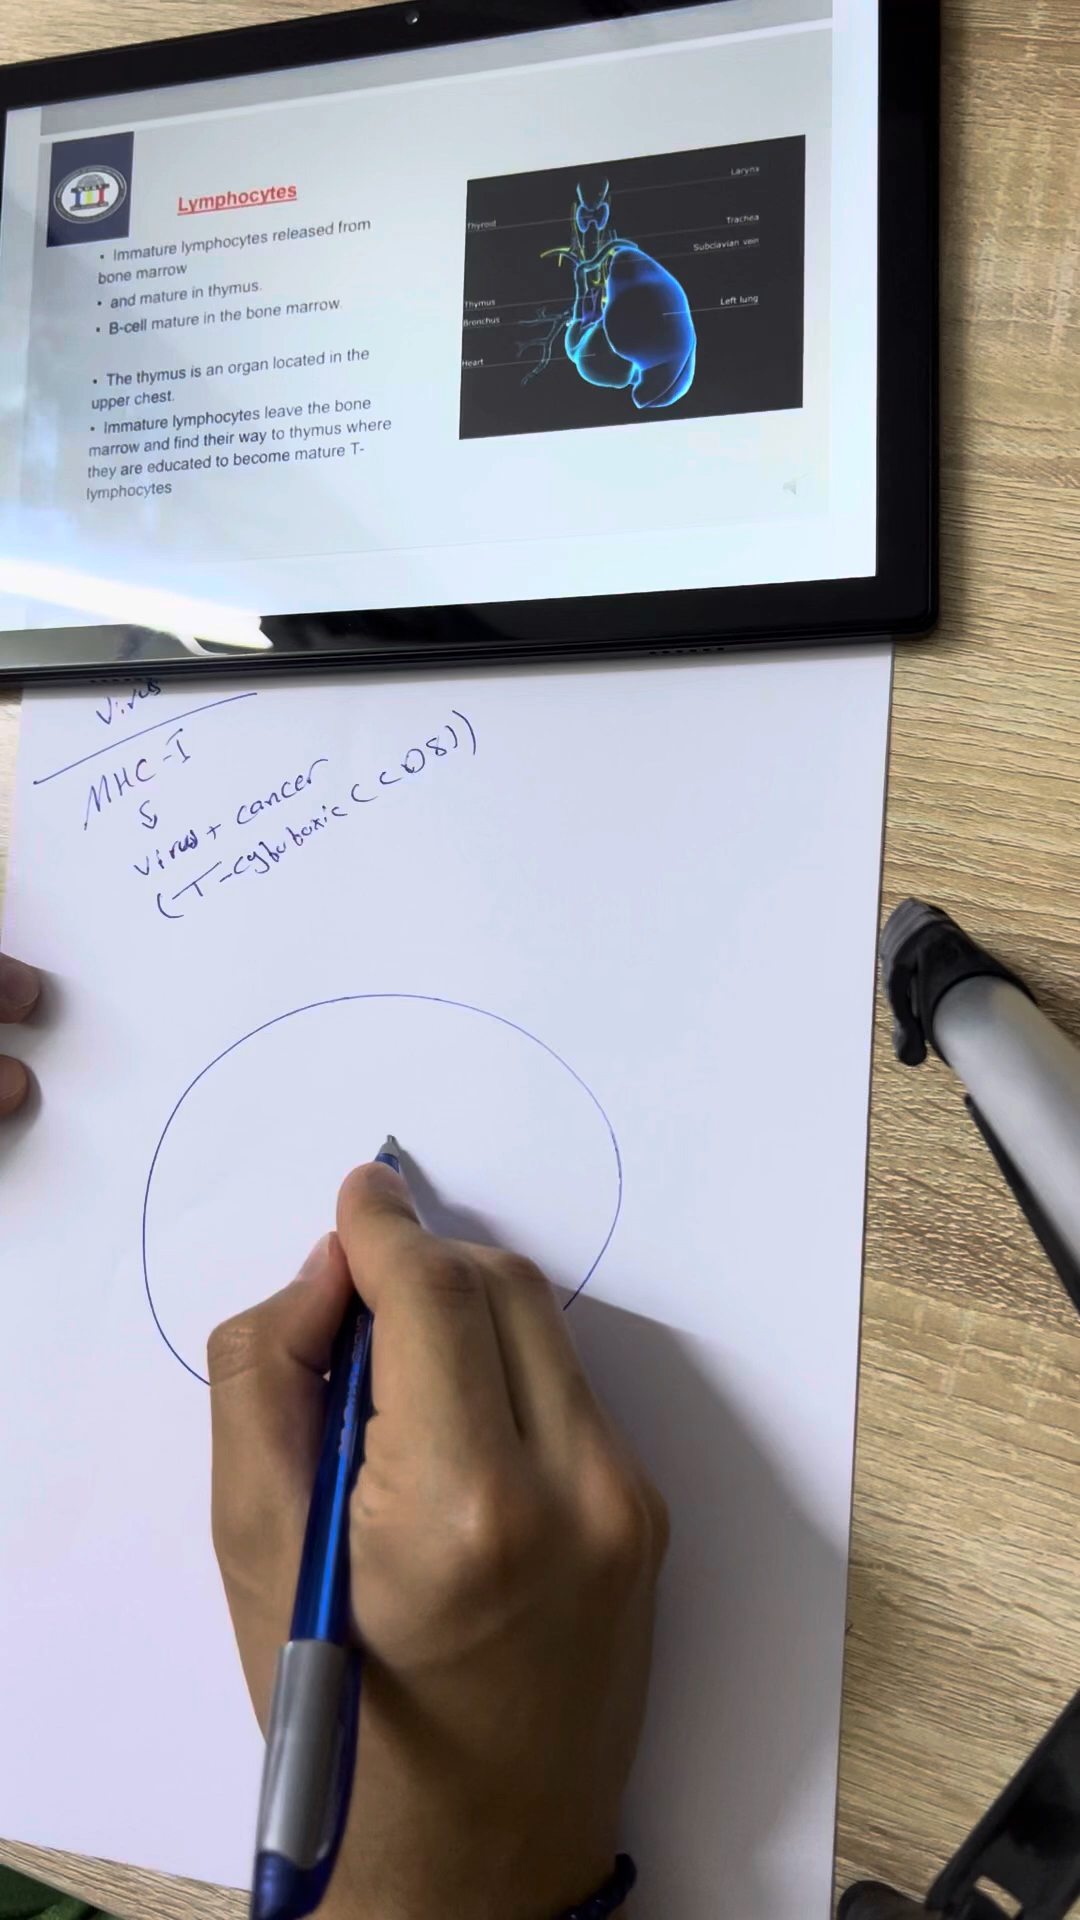 Lymphocytes
• Immature lymphocytes released from
bone marrow
• and mature in thymus.
• B-cell mature in the bone marrow
• The thymus is an organ located in the
upper chest.
• Immature lymphocytes leave the bone
marrow and find their way to thymus where
they are educated to become mature T-
lymphocytes
Larynx
Thyroid
Trachea
Subclavian vein
Thymus
Left lung
Bronchus
Heart
Virus
MHC-I
virus + cancer
(T-cytotoxic (CD8))